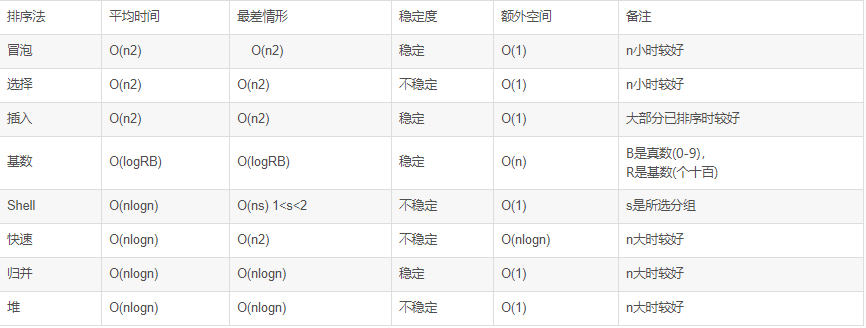 排序法 平均时间 最差情形 稳定度 额外空间 备注
冒泡 O(n2) O(n2) 稳定 O(1) n小时较好
选择 O(n2) O(n2) 不稳定 O(1) n小时较好
插入 O(n2) O(n2) 稳定 O(1) 大部分已排序时较好
基数 O(logRB) O(logRB) 稳定 O(n) B是真数(0-9),
R是基数(个十百)
Shell O(nlogn) O(ns) 1<s<2 不稳定 O(1) s是所选分组
快速 O(nlogn) O(n2) 不稳定 O(nlogn) n大时较好
归并 O(nlogn) O(nlogn) 稳定 O(1) n大时较好
堆 O(nlogn) O(nlogn) 不稳定 O(1) n大时较好